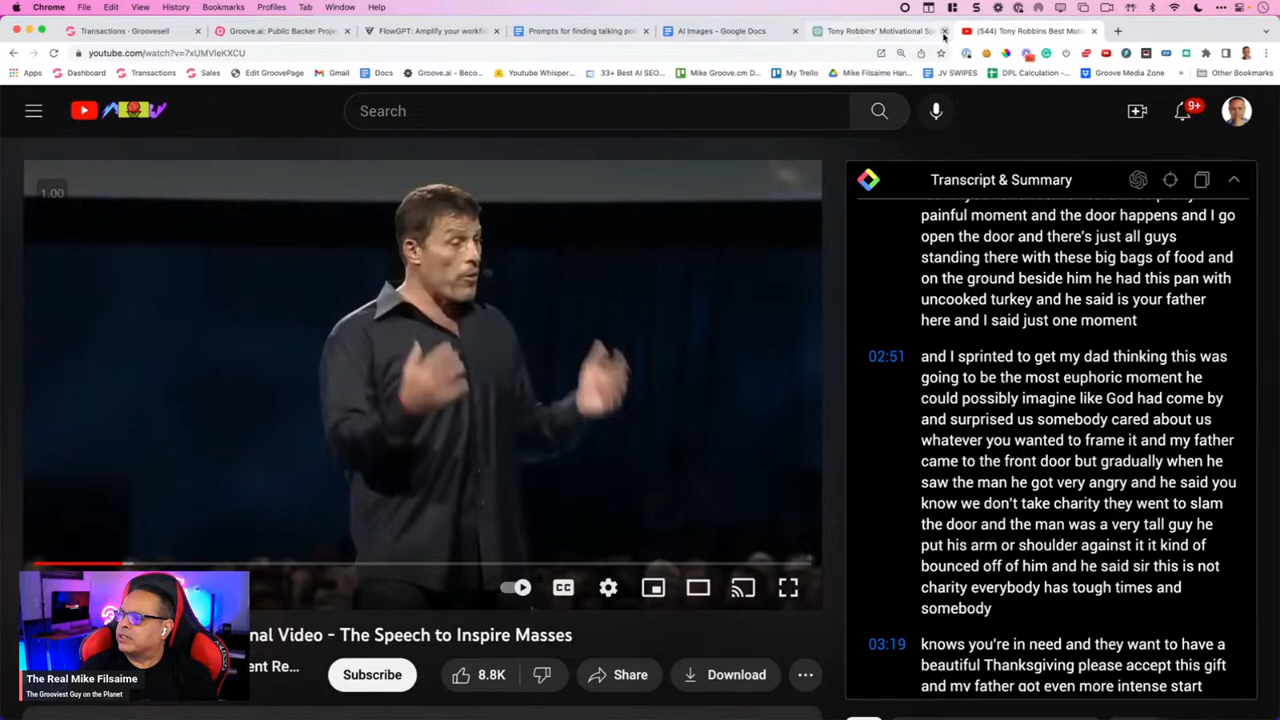 Chrome File Edit View History Bookmarks Profiles Tab Window Help
Transactions · Groovesell
Groove.ai: Public Backer Proje
FlowGPT: Amplify your workfl
Prompts for finding talking poi
AI Images - Google Docs
Tony Robbins' Motivational Sp
(544) Tony Robbins Best Moti
youtube.com/watch?v=7xUMVIeKXCU
Apps Dashboard Transactions Sales Edit GroovePage Gmail Docs Groove.ai - Beco... Youtube Whisper... 33+ Best AI SEO... Mike Groove.cm D... My Trello Mike Filsaime Han... JV SWIPES DPL Calculation -... Groove Media Zone » Other Bookmarks
Search
9+
1.00
Transcript & Summary
painful moment and the door happens and I go
open the door and there's just all guys
standing there with these big bags of food and
on the ground beside him he had this pan with
uncooked turkey and he said is your father
here and I said just one moment
02:51 and I sprinted to get my dad thinking this was
going to be the most euphoric moment he
could possibly imagine like God had come by
and surprised us somebody cared about us
whatever you wanted to frame it and my father
came to the front door but gradually when he
saw the man he got very angry and he said you
know we don't take charity they went to slam
the door and the man was a very tall guy he
put his arm or shoulder against it it kind of
bounced off of him and he said sir this is not
charity everybody has tough times and
somebody
03:19 knows you're in need and they want to have a
beautiful Thanksgiving please accept this gift
and my father got even more intense start
CC
nal Video - The Speech to Inspire Masses
ent Re...
Subscribe
8.8K
Share
Download
The Real Mike Filsaime
The Grooviest Guy on the Planet